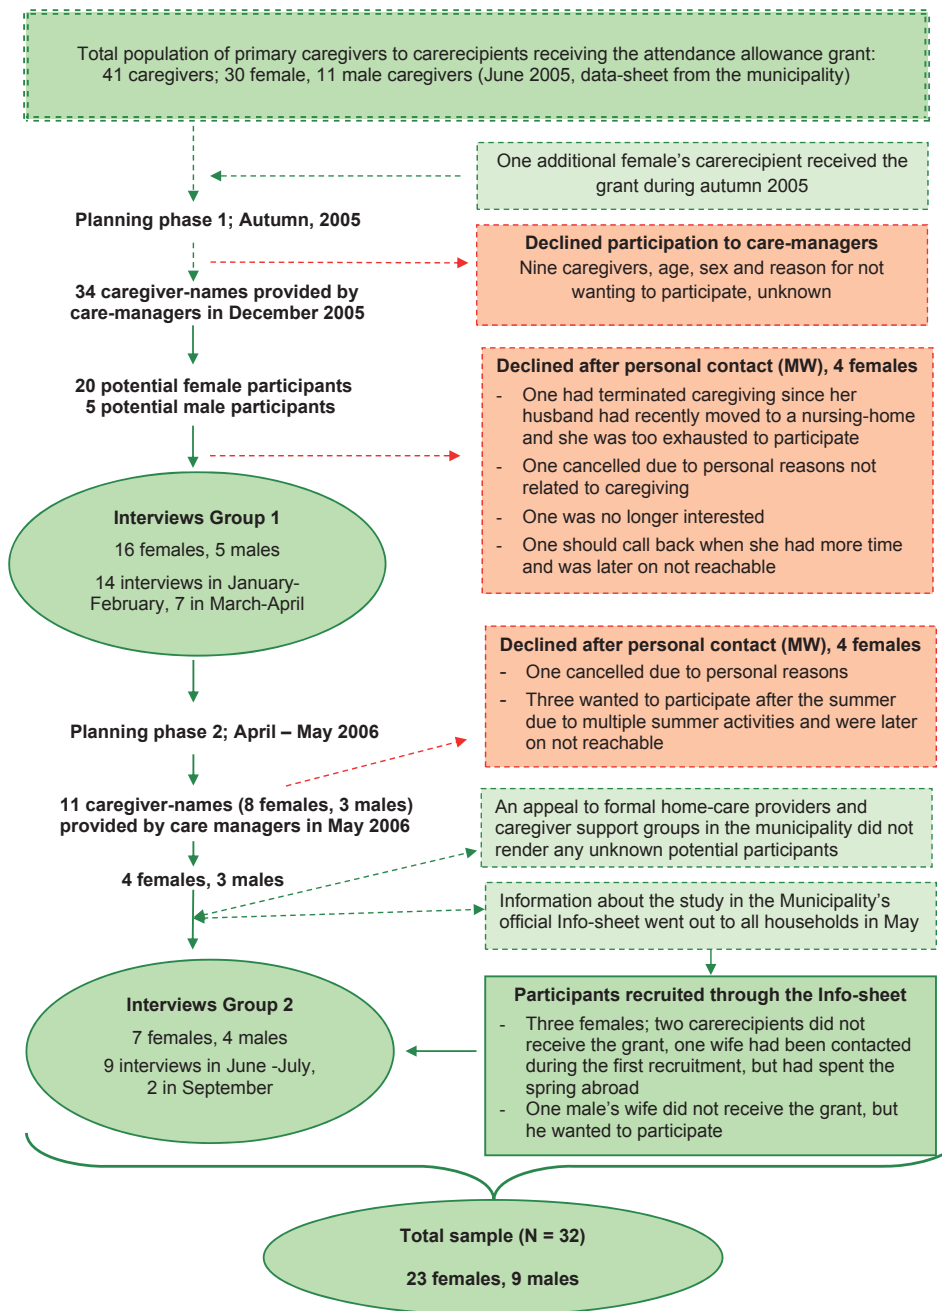 Total population of primary caregivers to carerecipients receiving the attendance allowance grant:
41 caregivers; 30 female, 11 male caregivers (June 2005, data-sheet from the municipality)
One additional female's carerecipient received the
grant during autumn 2005
Planning phase 1; Autumn, 2005
Declined participation to care-managers
Nine caregivers, age, sex and reason for not
wanting to participate, unknown
34 caregiver-names provided by
care-managers in December 2005
20 potential female participants
5 potential male participants
Declined after personal contact (MW), 4 females
- One had terminated caregiving since her
husband had recently moved to a nursing-home
and she was too exhausted to participate
- One cancelled due to personal reasons not
related to caregiving
- One was no longer interested
- One should call back when she had more time
and was later on not reachable
Interviews Group 1
16 females, 5 males
14 interviews in January-
February, 7 in March-April
Declined after personal contact (MW), 4 females
- One cancelled due to personal reasons
- Three wanted to participate after the summer
due to multiple summer activities and were later
on not reachable
Planning phase 2; April – May 2006
11 caregiver-names (8 females, 3 males)
provided by care managers in May 2006
An appeal to formal home-care providers and
caregiver support groups in the municipality did not
render any unknown potential participants
4 females, 3 males
Information about the study in the Municipality's
official Info-sheet went out to all households in May
Participants recruited through the Info-sheet
- Three females; two carerecipients did not
receive the grant, one wife had been contacted
during the first recruitment, but had spent the
spring abroad
- One male's wife did not receive the grant, but
he wanted to participate
Interviews Group 2
7 females, 4 males
9 interviews in June -July,
2 in September
Total sample (N = 32)
23 females, 9 males